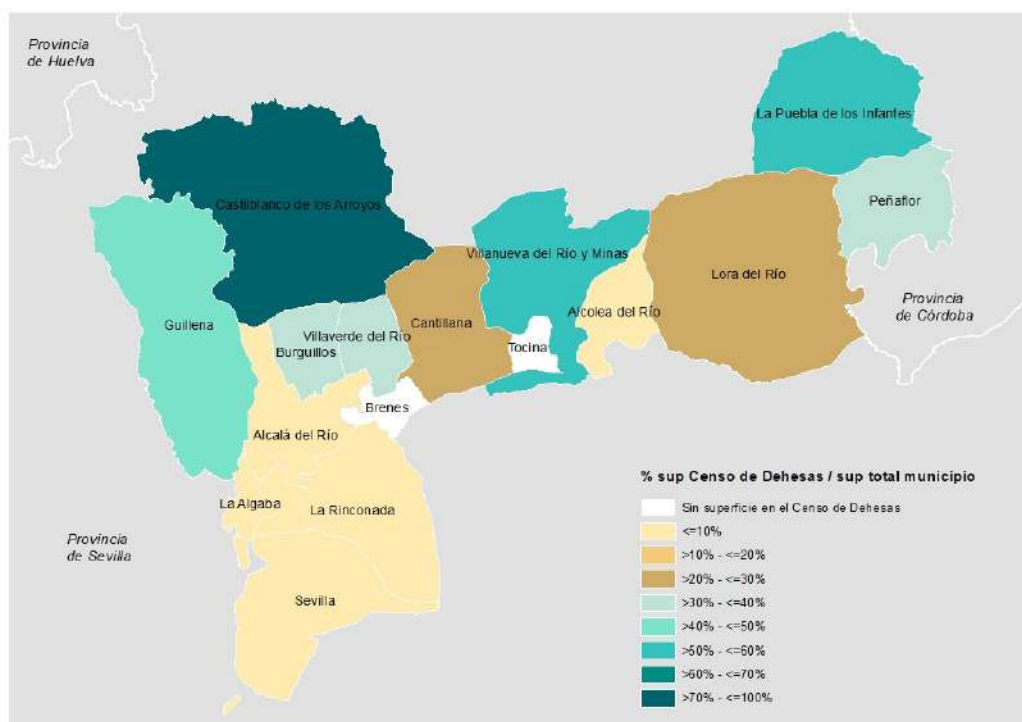 Provincia
de Huelva
La Puebla de los Infantes
Peñaflor
Castilblanco de los Arroyos
Villanueva del Río y Minas
Lora del Río
Provincia
de Córdoba
Guillena
Villaverde del Río
Burguillos
Cantillana
Alcolea del Río
Tocina
Brenes
Alcalá del Río
La Algaba
La Rinconada
Provincia
de Sevilla
Sevilla
% sup Censo de Dehesas / sup total municipio
Sin superficie en el Censo de Dehesas
<=10%
>10% - <=20%
>20% - <=30%
>30% - <=40%
>40% - <=50%
>50% - <=60%
>60% - <=70%
>70% - <=100%